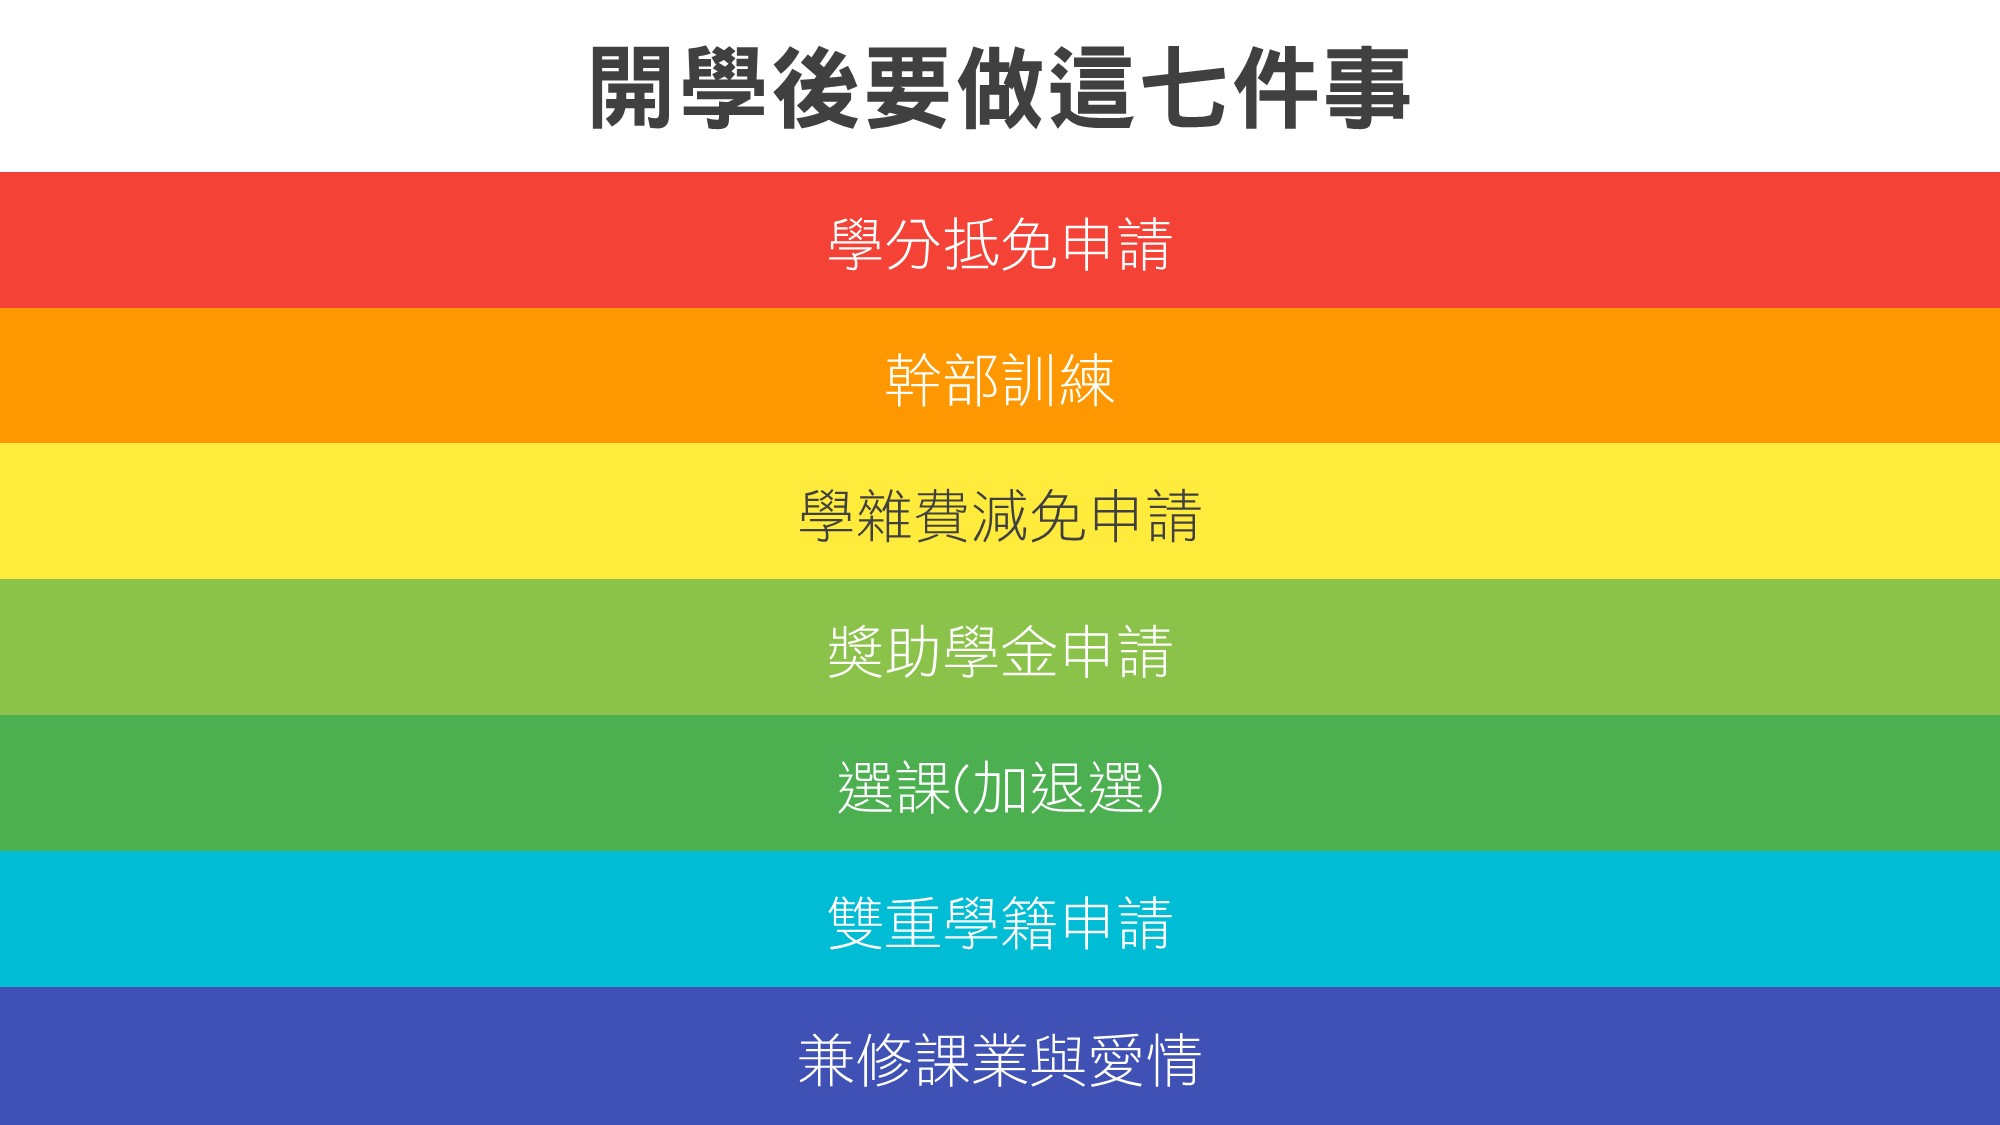 開學後要做這七件事
學分抵免申請
幹部訓練
學雜費減免申請
獎助學金申請
選課(加退選)
雙重學籍申請
兼修課業與愛情